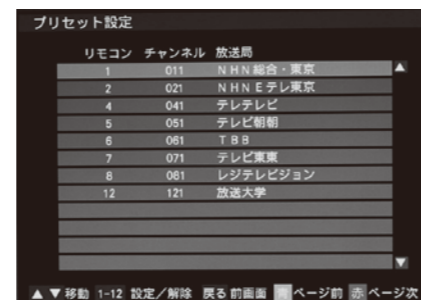 プリセット設定
リモコン チャンネル 放送局
1 011 NHN総合・東京
2 021 NHNEテレ東京
4 041 テレテレビ
5 051 テレビ朝朝
6 061 TBB
7 071 テレビ東東
8 081 レジテレビジョン
12 121 放送大学
▲▼移動 1-12 設定/解除 戻る 前画面 ページ前 赤 ページ次